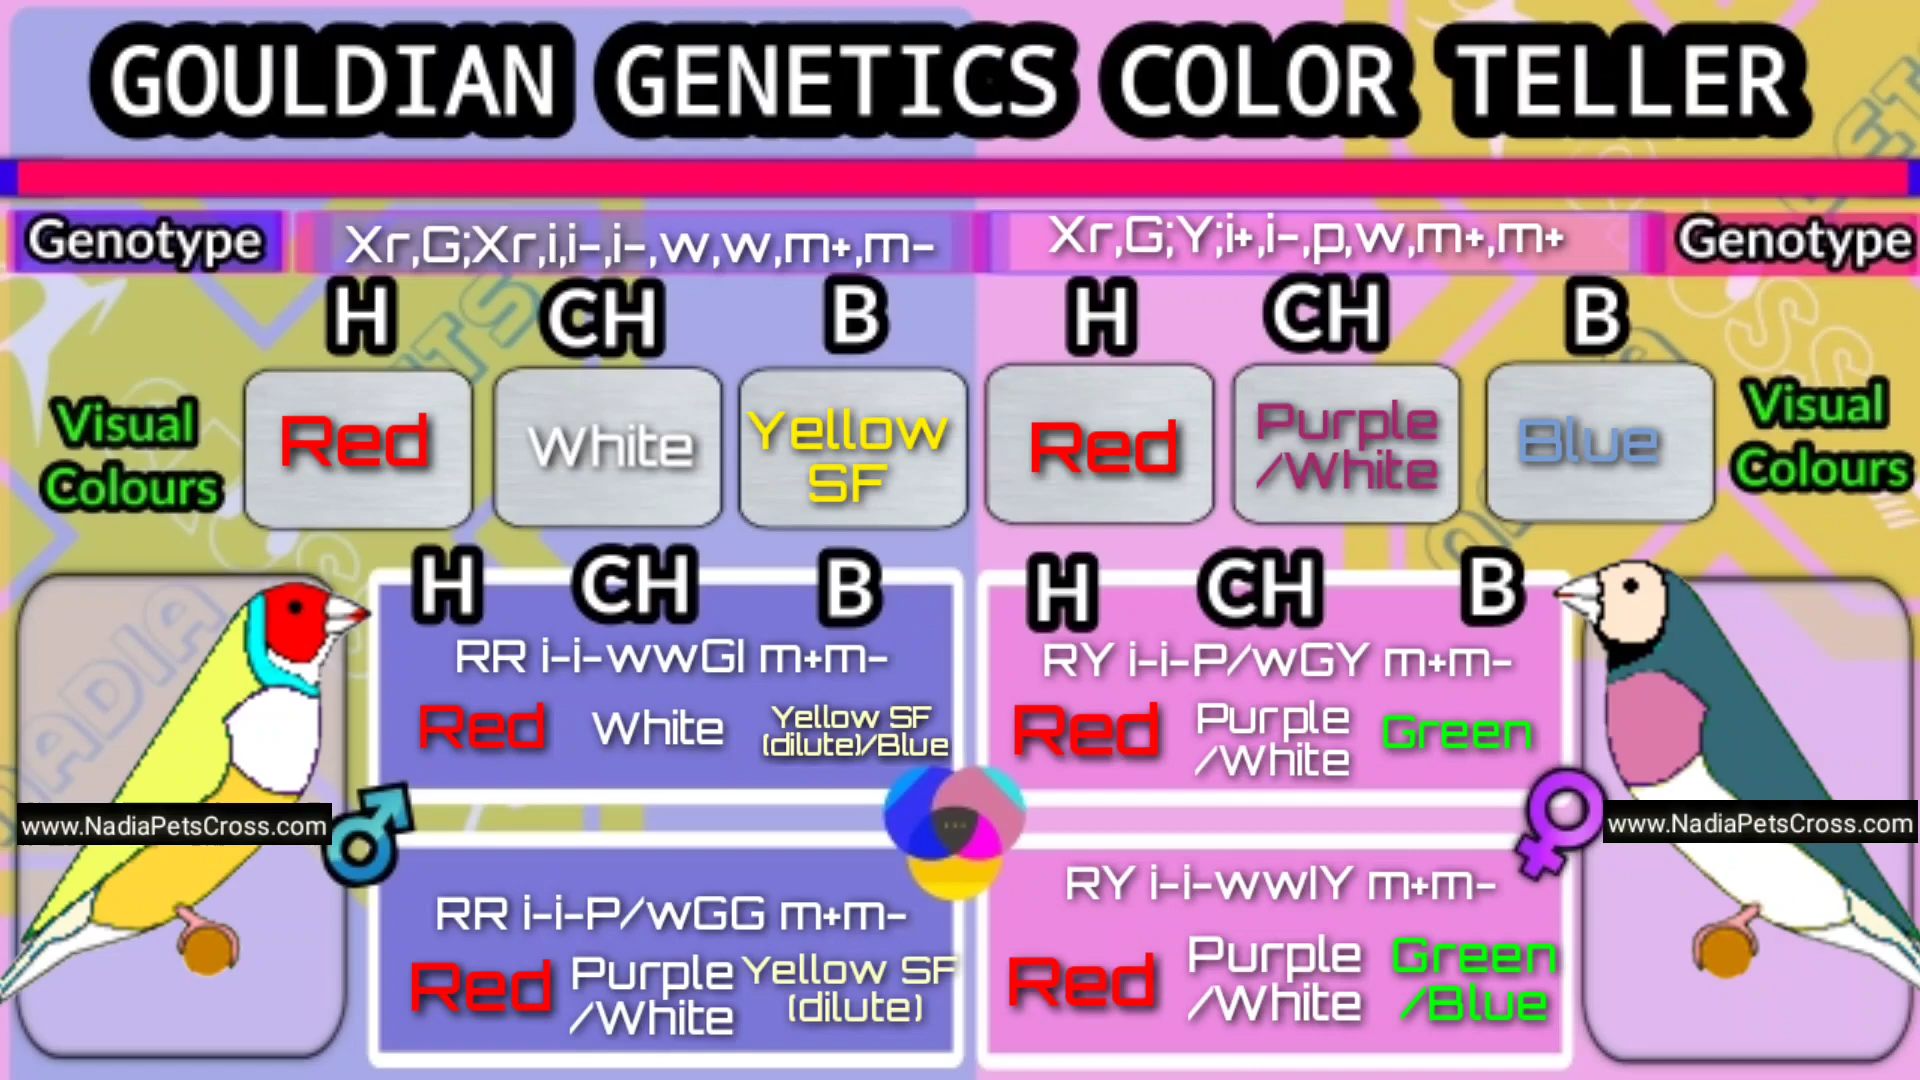 GOULDIAN GENETICS COLOR TELLER
Genotype
Xr,G;Xr,i,i-,i-,w,w,m+,m-
Xr,G;Y;i+,i-,p,w,m+,m+
Genotype
H CH B
H CH B
Visual
Colours
Red
White
Yellow
SF
Red
Purple
/White
Blue
Visual
Colours
H CH B
RR i-i-wwGI m+m-
Red
White
Yellow SF
(dilute)/Blue
H CH B
RY i-i-P/wGY m+m-
Red
Purple
/White
Green
www.NadiaPetsCross.com
www.NadiaPetsCross.com
RR i-i-P/wGG m+m-
Red
Purple
/White
Yellow SF
(dilute)
RY i-i-wwIY m+m-
Red
Purple
/White
Green
/Blue